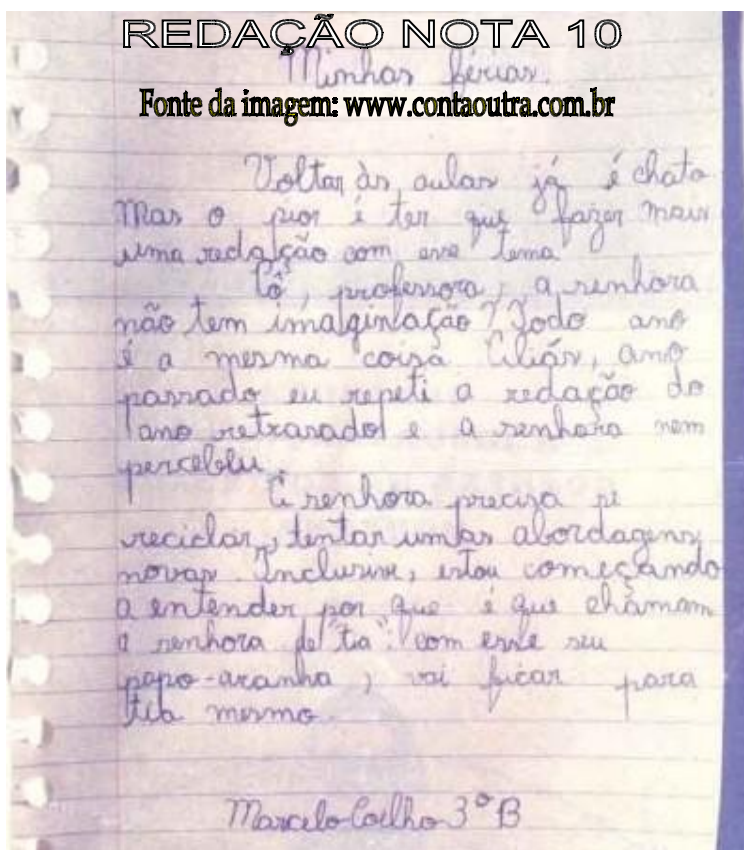 REDAÇÃO NOTA 10
Minhas férias.
Fonte da imagem: www.contaoutra.com.br
Voltar às aulas já é chato
Mas o pior é ter que fazer mais
uma redação com esse tema
Cô, professora, a senhora
não tem imalginlação? Todo ano
é a mesma coisa Aliás, ano
passado eu repeti a redação do
ano retrasado e a senhora nem
percebeu.
A senhora precisa se
reciclar, tentar umas abordagens
novas. Inclusive, estou começando
a entender por que é que chamam
a senhora de "tia": com esse seu
papo-aranha, vai ficar para
tia mesmo.
Marcelo Coelho 3º B